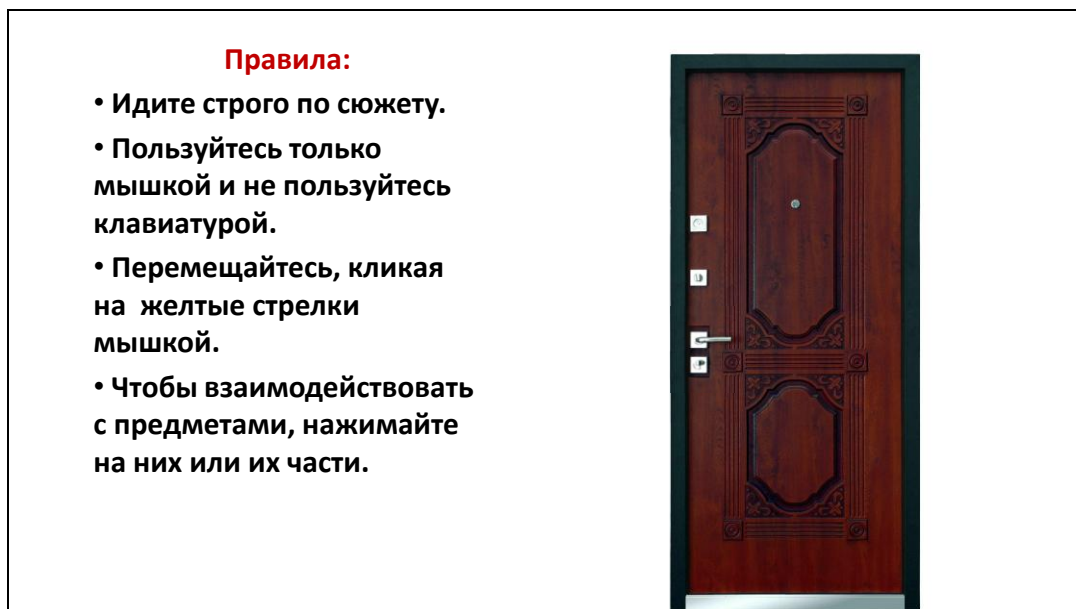 Правила:
• Идите строго по сюжету.
• Пользуйтесь только
мышкой и не пользуйтесь
клавиатурой.
• Перемещайтесь, кликая
на  желтые стрелки
мышкой.
• Чтобы взаимодействовать
с предметами, нажимайте
на них или их части.